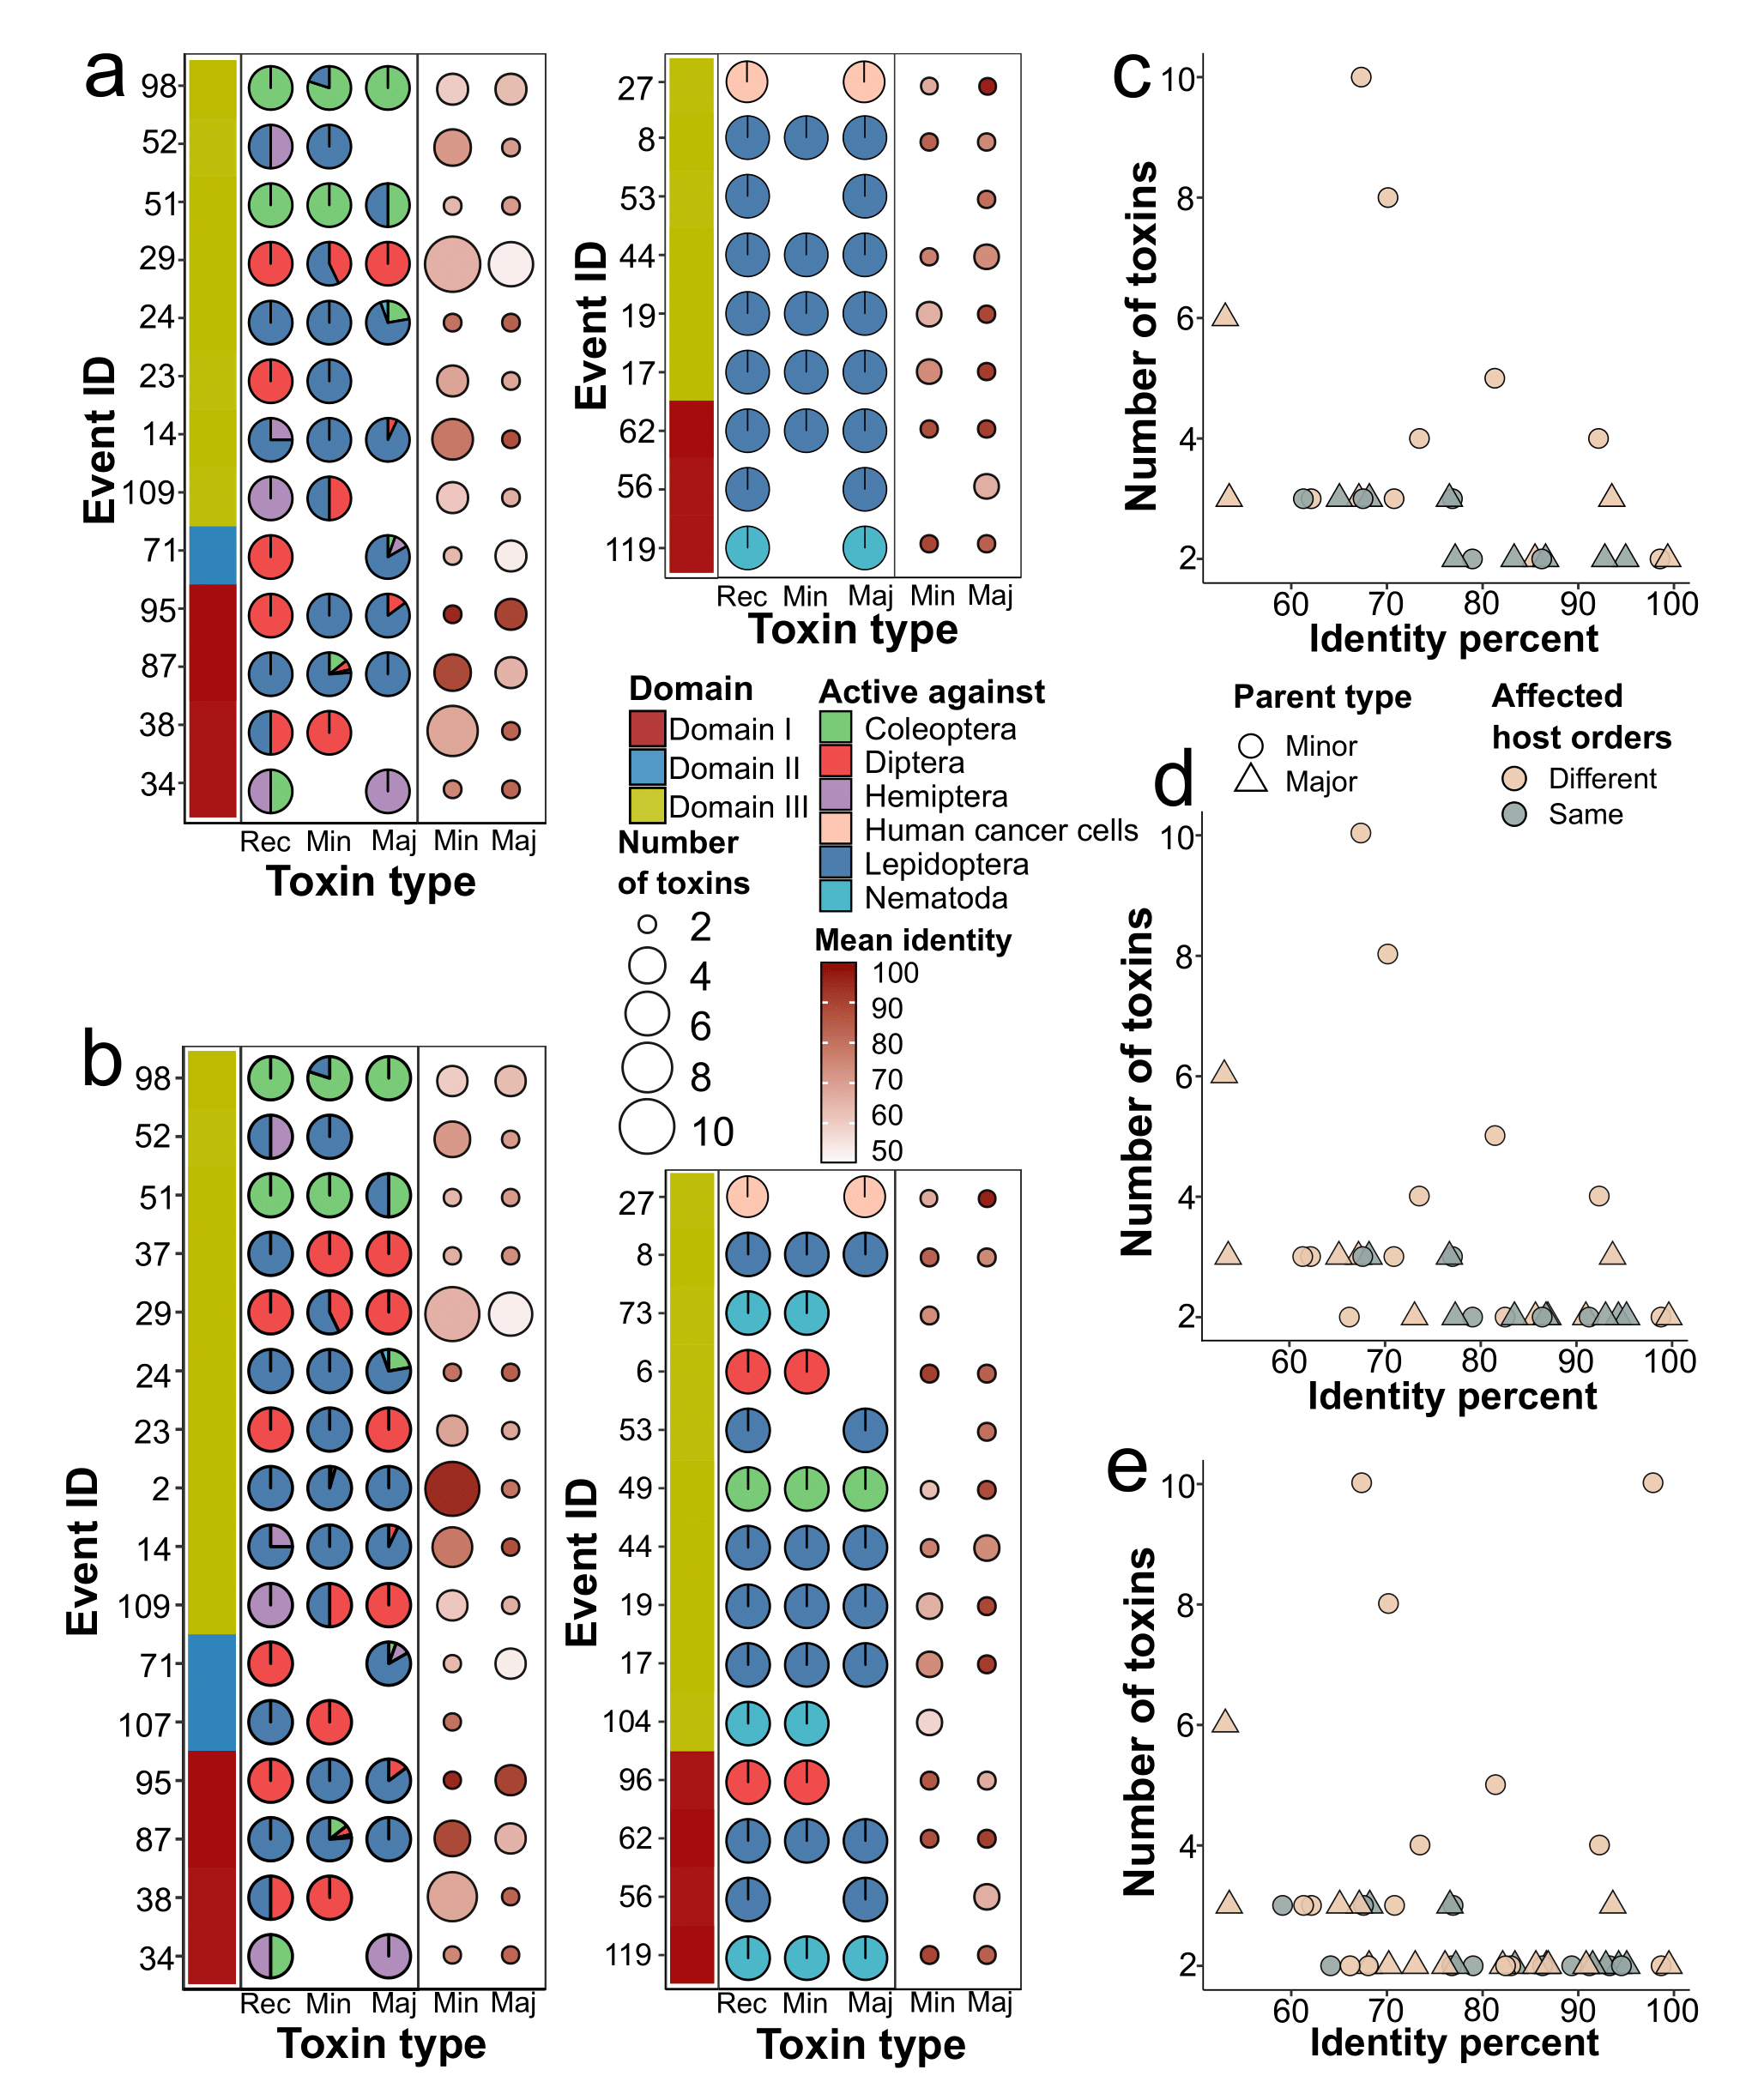 a
98
52
51
29
24
23
14
109
71
95
87
38
34
Event ID
Rec Min Maj Min Maj
Toxin type
27
8
53
44
19
17
62
56
119
Event ID
Rec Min Maj Min Maj
Toxin type
c
10
8
6
4
2
Number of toxins
60 70 80 90 100
Identity percent
Domain
Domain I
Domain II
Domain III
Number
of toxins
2
4
6
8
10
Active against
Coleoptera
Diptera
Hemiptera
Human cancer cells
Lepidoptera
Nematoda
Mean identity
100
90
80
70
60
50
Parent type
Minor
Major
Affected
host orders
Different
Same
b
98
52
51
37
29
24
23
2
14
109
71
107
95
87
38
34
Event ID
Rec Min Maj Min Maj
Toxin type
27
8
73
6
53
49
44
19
17
104
96
62
56
119
Event ID
Rec Min Maj Min Maj
Toxin type
d
10
8
6
4
2
Number of toxins
60 70 80 90 100
Identity percent
e
10
8
6
4
2
Number of toxins
60 70 80 90 100
Identity percent